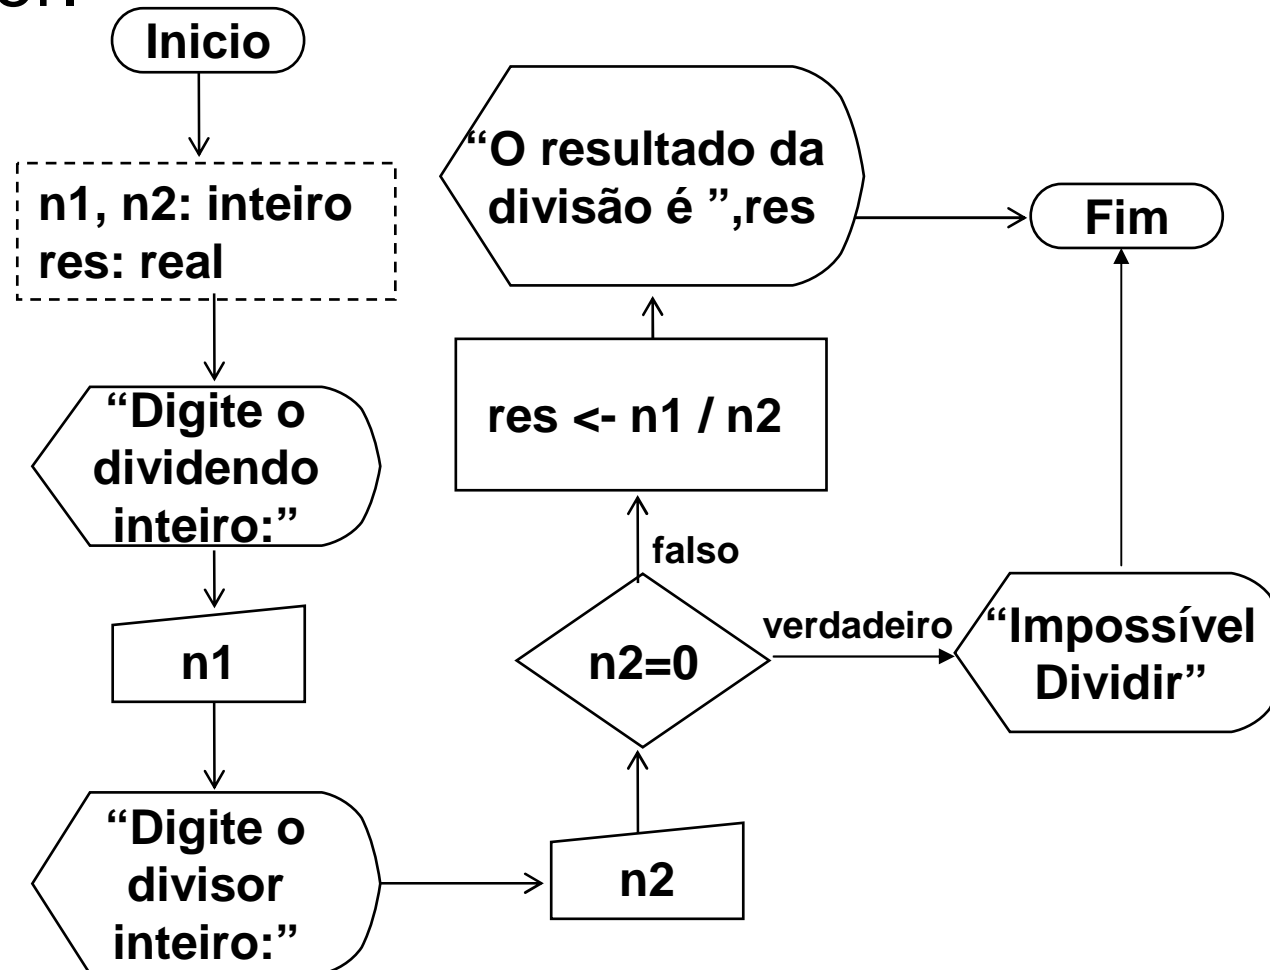 Inicio
n1, n2: inteiro
res: real
“Digite o
dividendo
inteiro:”
n1
“Digite o
divisor
inteiro:”
n2
n2=0
falso
verdadeiro
res <- n1 / n2
“O resultado da
divisão é ”,res
“Impossível
Dividir”
Fim